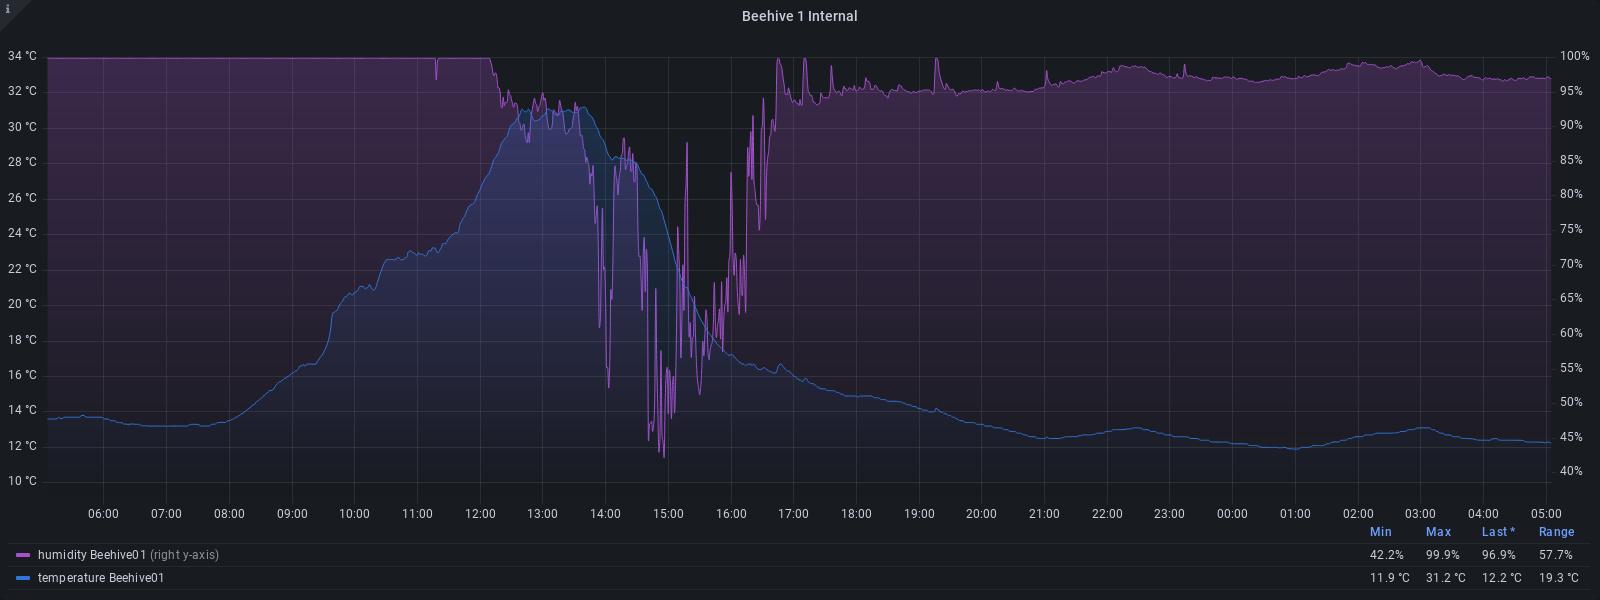 i
Beehive 1 Internal
34 °C 100%
32 °C 95%
30 °C 90%
28 °C 85%
26 °C 80%
24 °C 75%
22 °C 70%
20 °C 65%
18 °C 60%
16 °C 55%
14 °C 50%
12 °C 45%
10 °C 40%
06:00 07:00 08:00 09:00 10:00 11:00 12:00 13:00 14:00 15:00 16:00 17:00 18:00 19:00 20:00 21:00 22:00 23:00 00:00 01:00 02:00 03:00 04:00 05:00
Min Max Last * Range
humidity Beehive01 (right y-axis) 42.2% 99.9% 96.9% 57.7%
temperature Beehive01 11.9 °C 31.2 °C 12.2 °C 19.3 °C